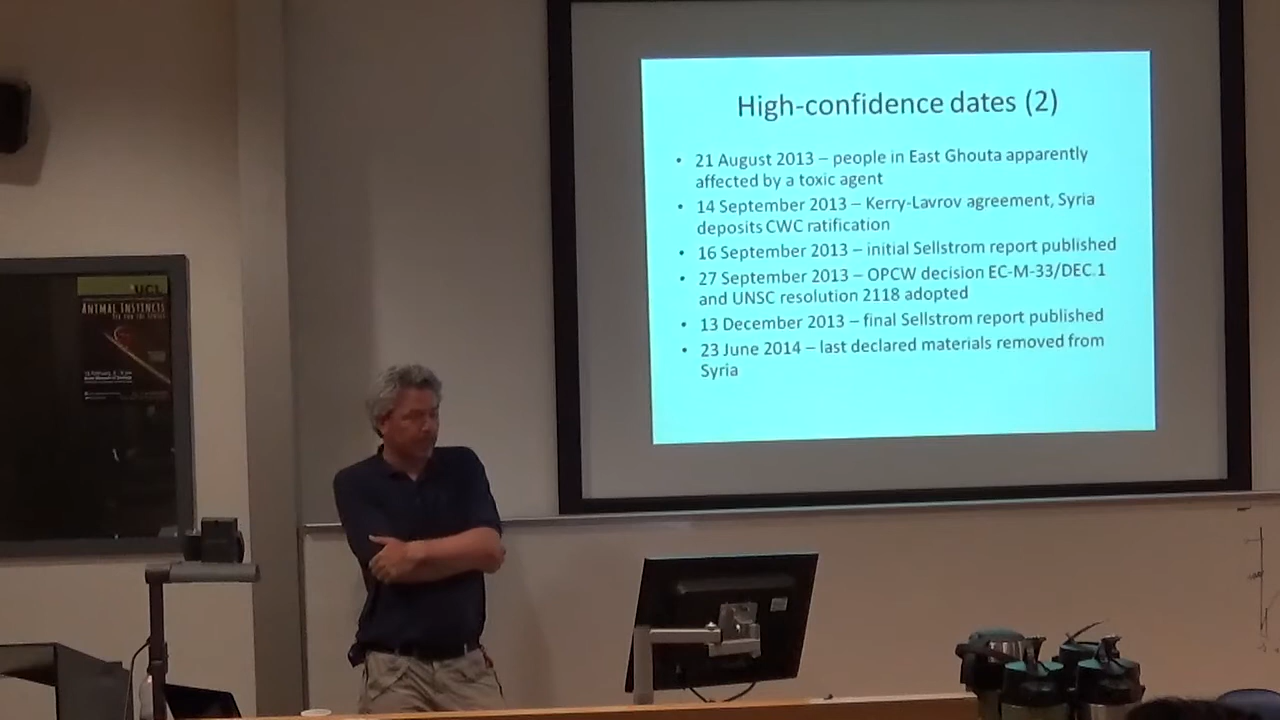 High-confidence dates (2)
• 21 August 2013 – people in East Ghouta apparently
affected by a toxic agent
• 14 September 2013 – Kerry-Lavrov agreement, Syria
deposits CWC ratification
• 16 September 2013 – initial Sellstrom report published
• 27 September 2013 – OPCW decision EC-M-33/DEC.1
and UNSC resolution 2118 adopted
• 13 December 2013 – final Sellstrom report published
• 23 June 2014 – last declared materials removed from
Syria
UCL
ANIMAL INSTINCTS